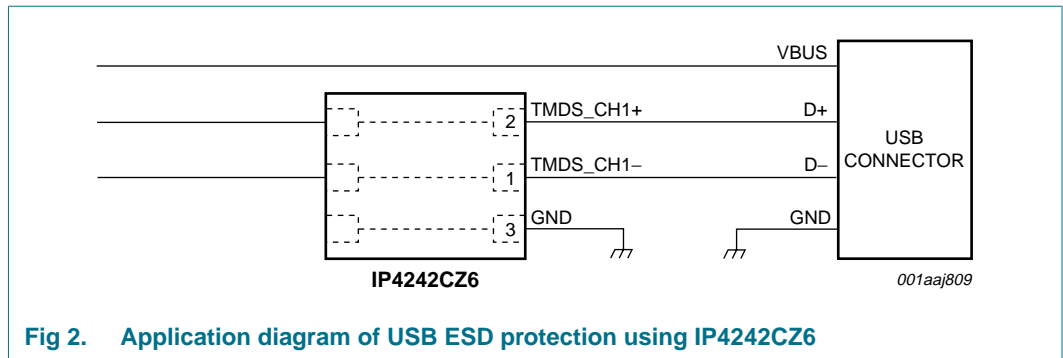 VBUS
TMDS_CH1+
D+
2
TMDS_CH1−
D−
1
USB
CONNECTOR
GND
GND
3
IP4242CZ6
001aaj809
Fig 2. Application diagram of USB ESD protection using IP4242CZ6